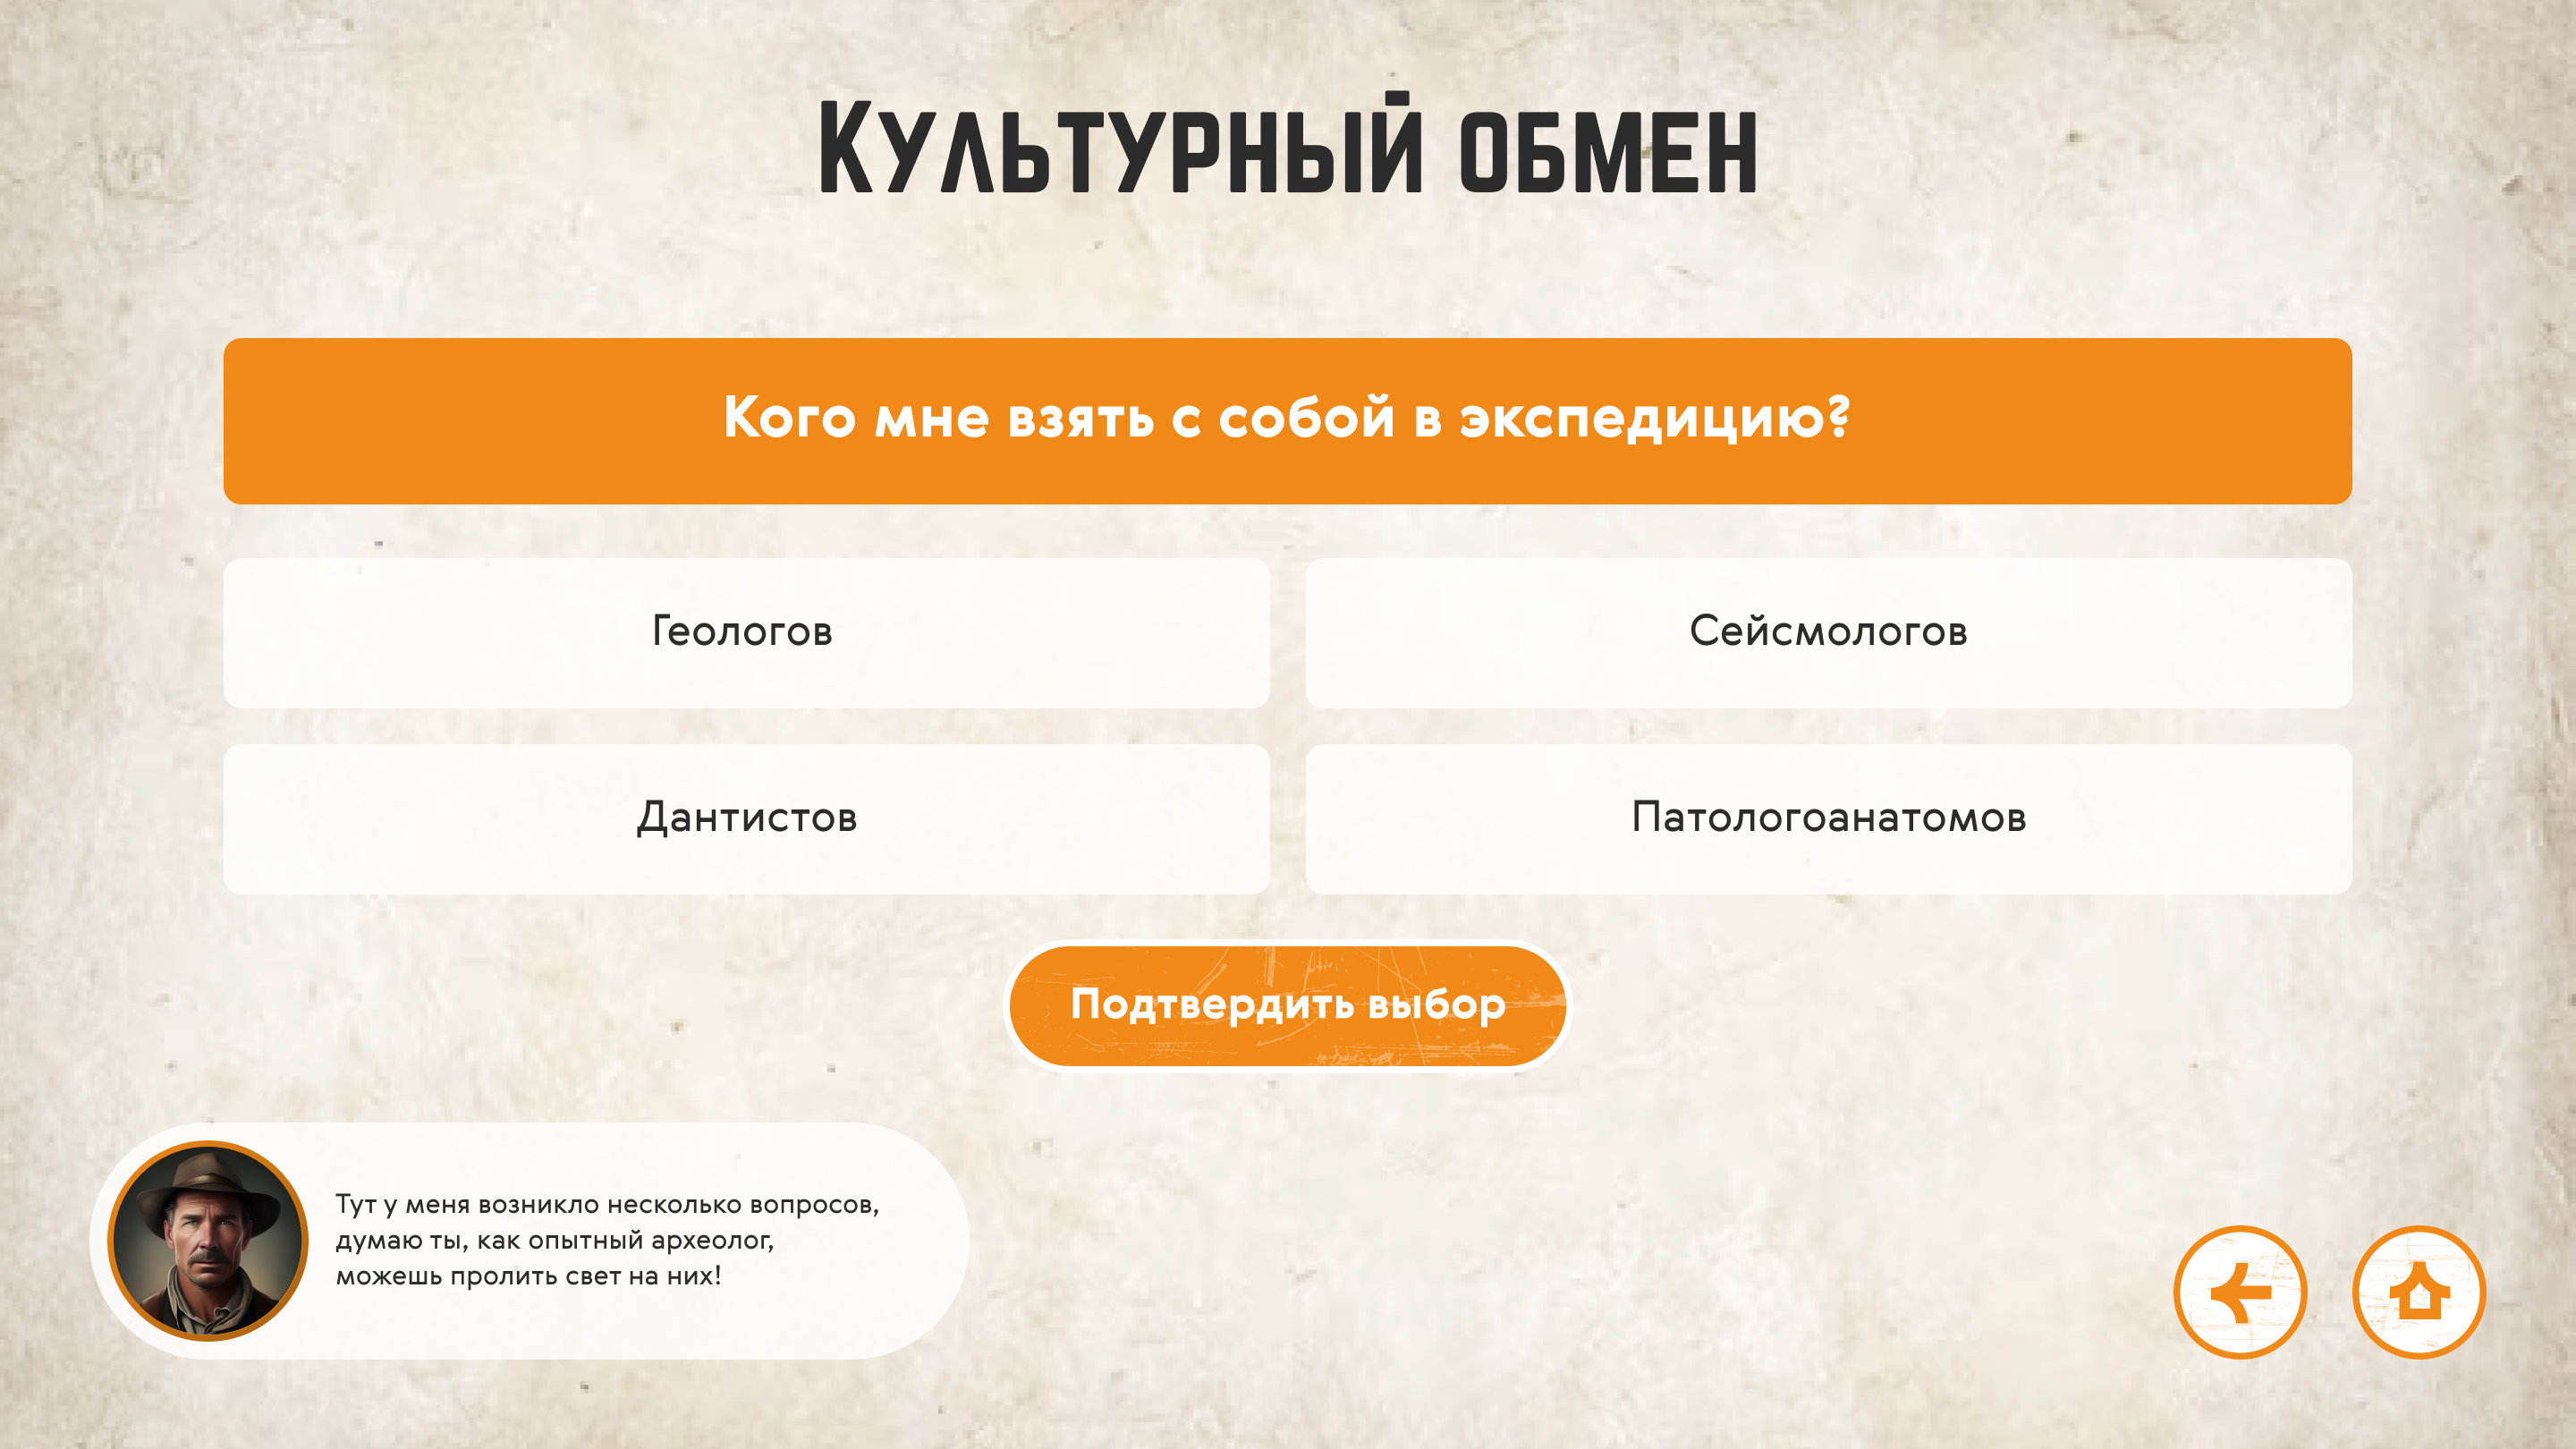 Культурный обмен
Кого мне взять с собой в экспедицию?
Геологов
Сейсмологов
Дантистов
Патологоанатомов
Подтвердить выбор
Тут у меня возникло несколько вопросов,
думаю ты, как опытный археолог,
можешь пролить свет на них!